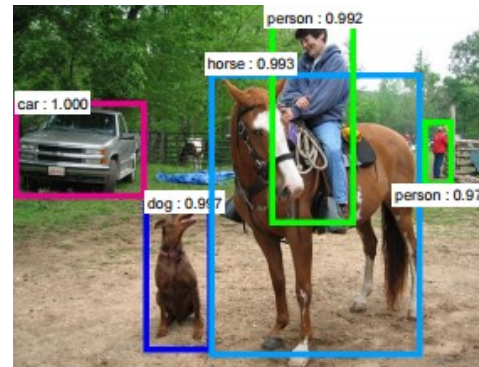 person : 0.992
horse : 0.993
car : 1.000
dog : 0.997
person : 0.97